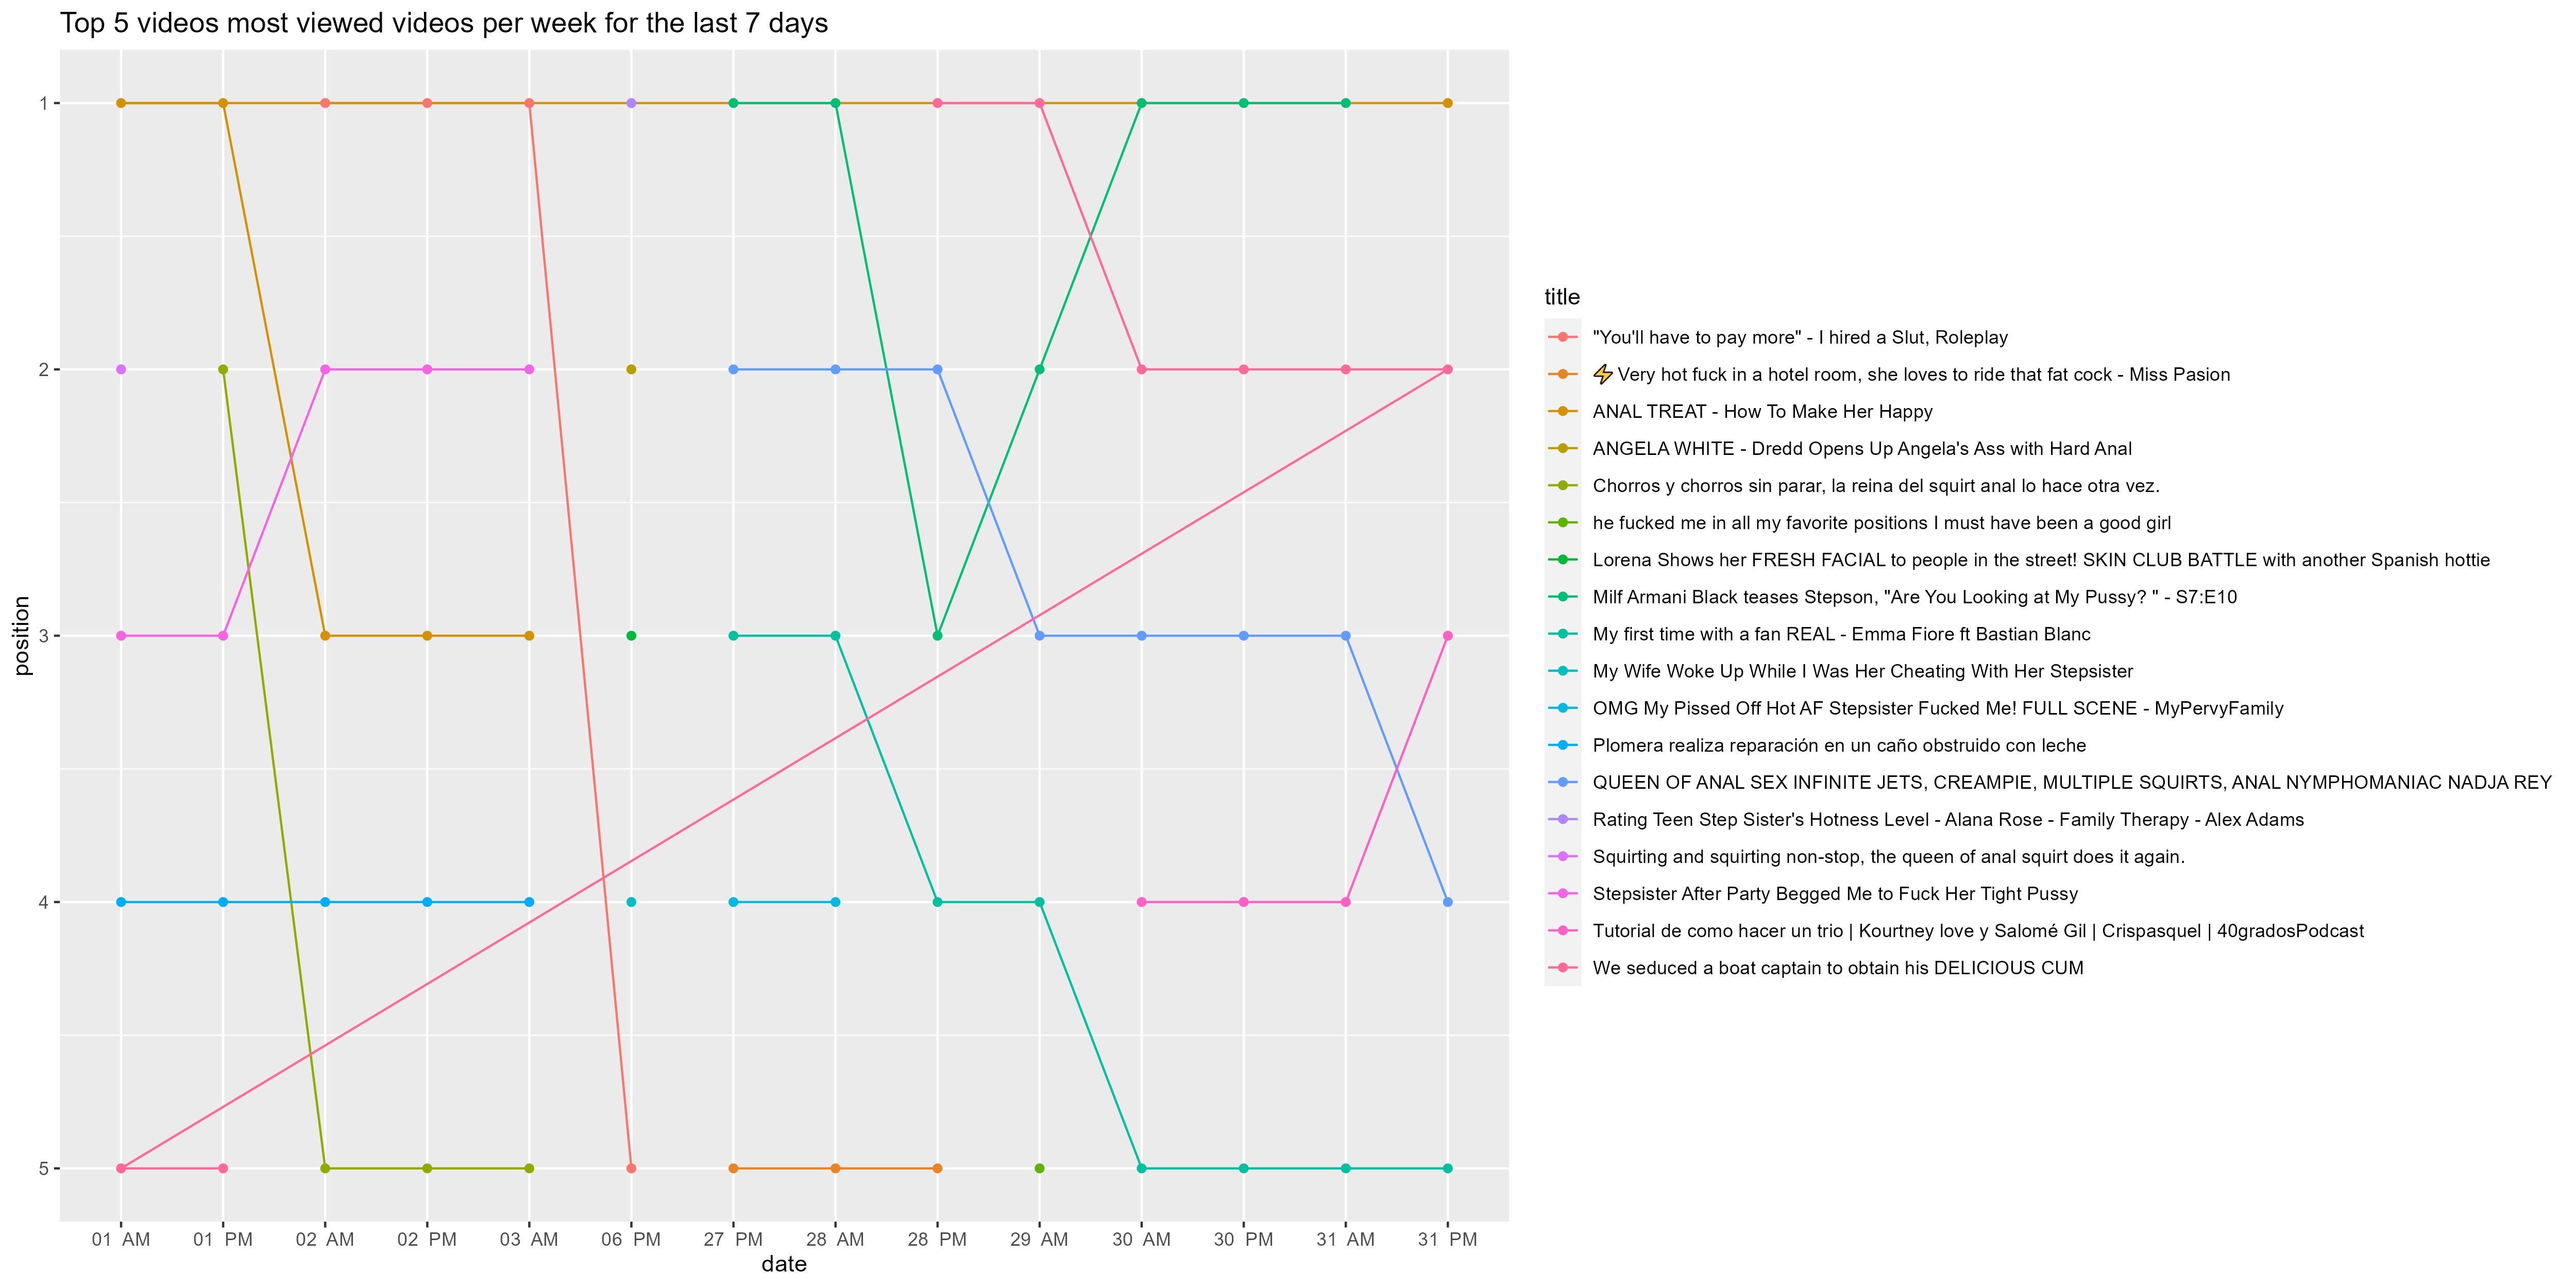 Top 5 videos most viewed videos per week for the last 7 days
position
1
2
3
4
5
01 AM
01 PM
02 AM
02 PM
03 AM
06 PM
27 PM
28 AM
28 PM
29 AM
30 AM
30 PM
31 AM
31 PM
date
title
"You'll have to pay more" - I hired a Slut, Roleplay
⚡ Very hot fuck in a hotel room, she loves to ride that fat cock - Miss Pasion
ANAL TREAT - How To Make Her Happy
ANGELA WHITE - Dredd Opens Up Angela's Ass with Hard Anal
Chorros y chorros sin parar, la reina del squirt anal lo hace otra vez.
he fucked me in all my favorite positions I must have been a good girl
Lorena Shows her FRESH FACIAL to people in the street! SKIN CLUB BATTLE with another Spanish hottie
Milf Armani Black teases Stepson, "Are You Looking at My Pussy? " - S7:E10
My first time with a fan REAL - Emma Fiore ft Bastian Blanc
My Wife Woke Up While I Was Her Cheating With Her Stepsister
OMG My Pissed Off Hot AF Stepsister Fucked Me! FULL SCENE - MyPervyFamily
Plomera realiza reparación en un caño obstruido con leche
QUEEN OF ANAL SEX INFINITE JETS, CREAMPIE, MULTIPLE SQUIRTS, ANAL NYMPHOMANIAC NADJA REY
Rating Teen Step Sister's Hotness Level - Alana Rose - Family Therapy - Alex Adams
Squirting and squirting non-stop, the queen of anal squirt does it again.
Stepsister After Party Begged Me to Fuck Her Tight Pussy
Tutorial de como hacer un trio | Kourtney love y Salomé Gil | Crispasquel | 40gradosPodcast
We seduced a boat captain to obtain his DELICIOUS CUM